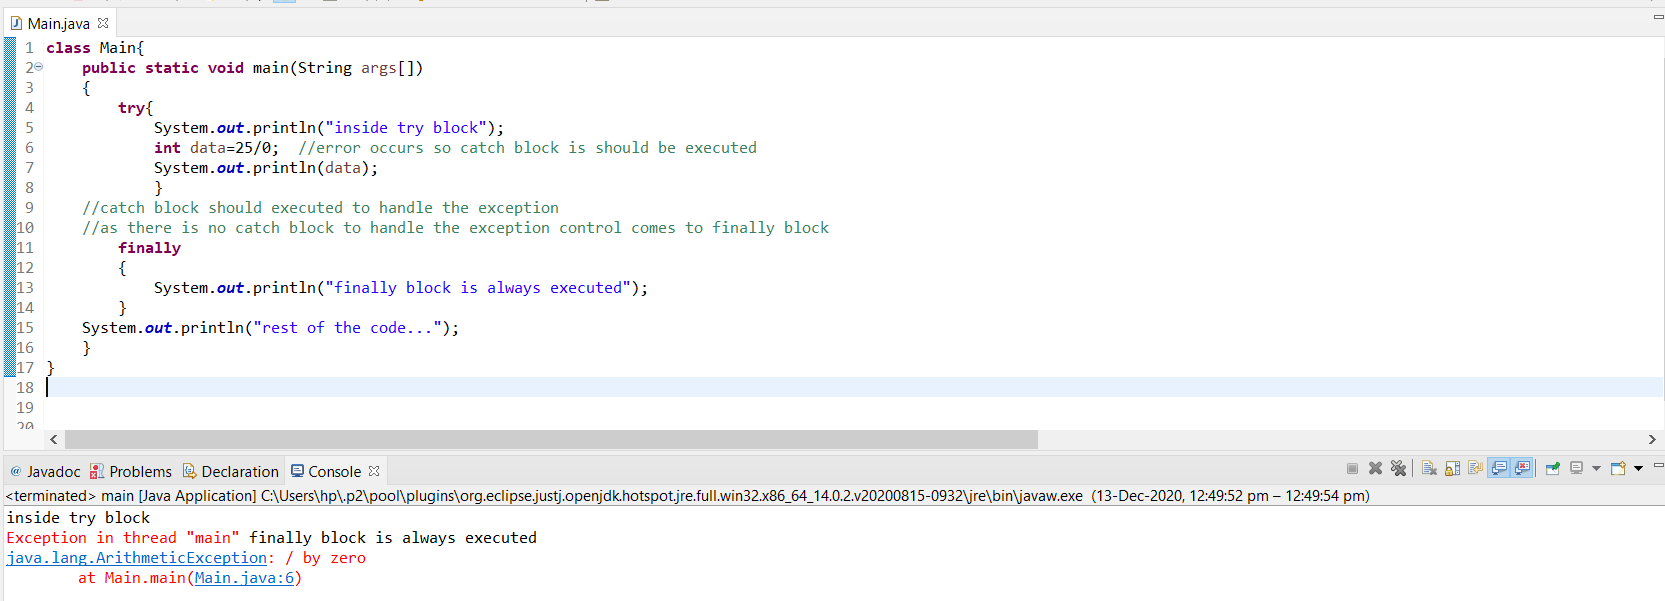 Main.java
1 class Main{
2 public static void main(String args[])
3 {
4 try{
5 System.out.println("inside try block");
6 int data=25/0; //error occurs so catch block is should be executed
7 System.out.println(data);
8 }
9 //catch block should executed to handle the exception
10 //as there is no catch block to handle the exception control comes to finally block
11 finally
12 {
13 System.out.println("finally block is always executed");
14 }
15 System.out.println("rest of the code...");
16 }
17 }
18
19
20
@ Javadoc Problems Declaration Console
<terminated> main [Java Application] C:\Users\hp\.p2\pool\plugins\org.eclipse.justj.openjdk.hotspot.jre.full.win32.x86_64_14.0.2.v20200815-0932\jre\bin\javaw.exe (13-Dec-2020, 12:49:52 pm – 12:49:54 pm)
inside try block
Exception in thread "main" finally block is always executed
java.lang.ArithmeticException: / by zero
at Main.main(Main.java:6)